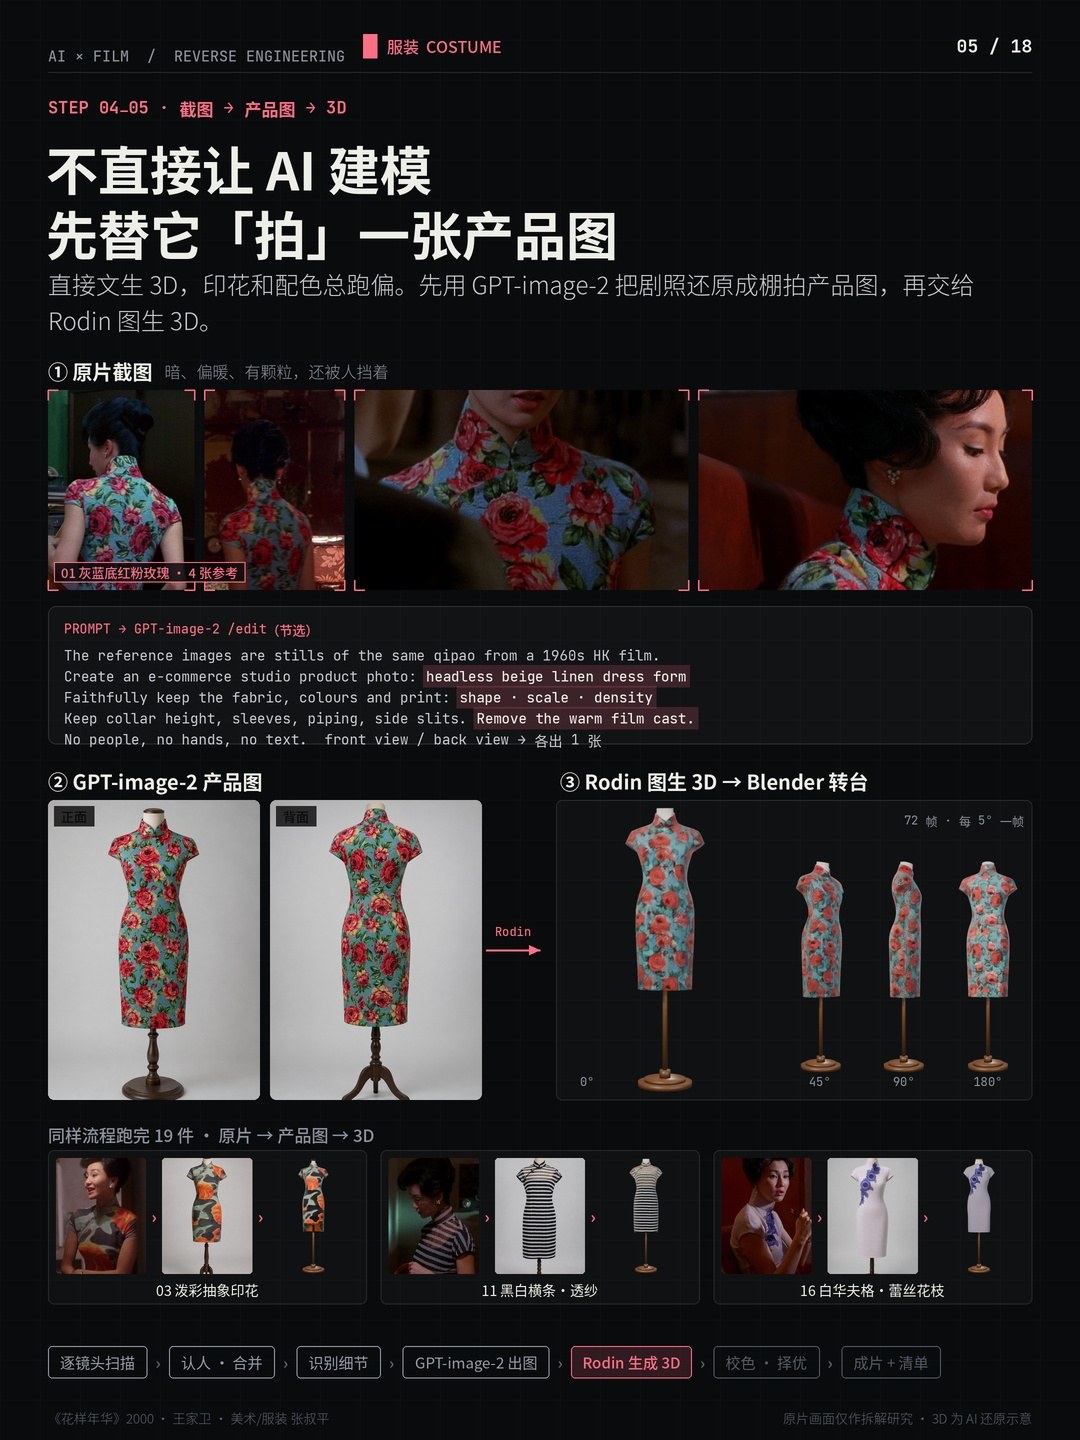 AI × FILM / REVERSE ENGINEERING
服装 COSTUME
05 / 18
STEP 04—05 · 截图 → 产品图 → 3D
不直接让 AI 建模
先替它「拍」一张产品图
直接文生 3D，印花和配色总跑偏。先用 GPT-image-2 把剧照还原成棚拍产品图，再交给
Rodin 图生 3D。
① 原片截图 暗、偏暖、有颗粒，还被人挡着
01 灰蓝底红粉玫瑰 · 4 张参考
PROMPT → GPT-image-2 /edit (节选)
The reference images are stills of the same qipao from a 1960s HK film.
Create an e-commerce studio product photo: headless beige linen dress form
Faithfully keep the fabric, colours and print: shape · scale · density
Keep collar height, sleeves, piping, side slits. Remove the warm film cast.
No people, no hands, no text. front view / back view → 各出 1 张
② GPT-image-2 产品图
正面
背面
Rodin
③ Rodin 图生 3D → Blender 转台
72 帧 · 每 5° 一帧
0°
45°
90°
180°
同样流程跑完 19 件 · 原片 → 产品图 → 3D
›
›
03 泼彩抽象印花
›
›
11 黑白横条 · 透纱
›
›
16 白华夫格 · 蕾丝花枝
逐镜头扫描 › 认人 · 合并 › 识别细节 › GPT-image-2 出图 › Rodin 生成 3D › 校色 · 择优 › 成片 + 清单
《花样年华》2000 · 王家卫 · 美术/服装 张叔平
原片画面仅作拆解研究 · 3D 为 AI 还原示意